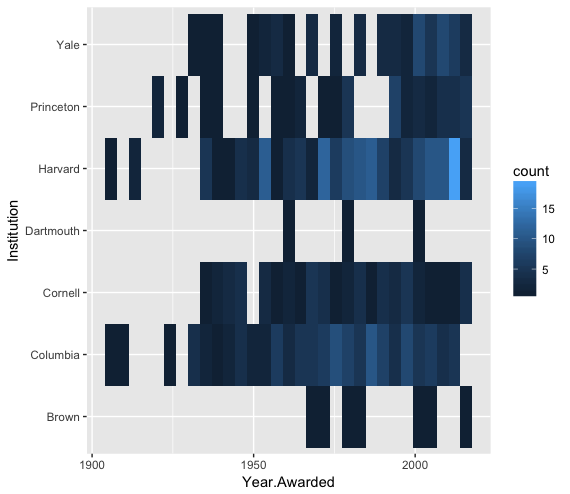 Yale
Princeton
Harvard
Dartmouth
Cornell
Columbia
Brown
Institution
1900
1950
2000
Year.Awarded
count
15
10
5